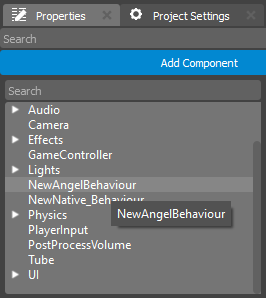 Properties
Project Settings
Search
Add Component
Search
Audio
Camera
Effects
GameController
Lights
NewAngelBehaviour
NewNative_Behaviour
NewAngelBehaviour
Physics
PlayerInput
PostProcessVolume
Tube
UI